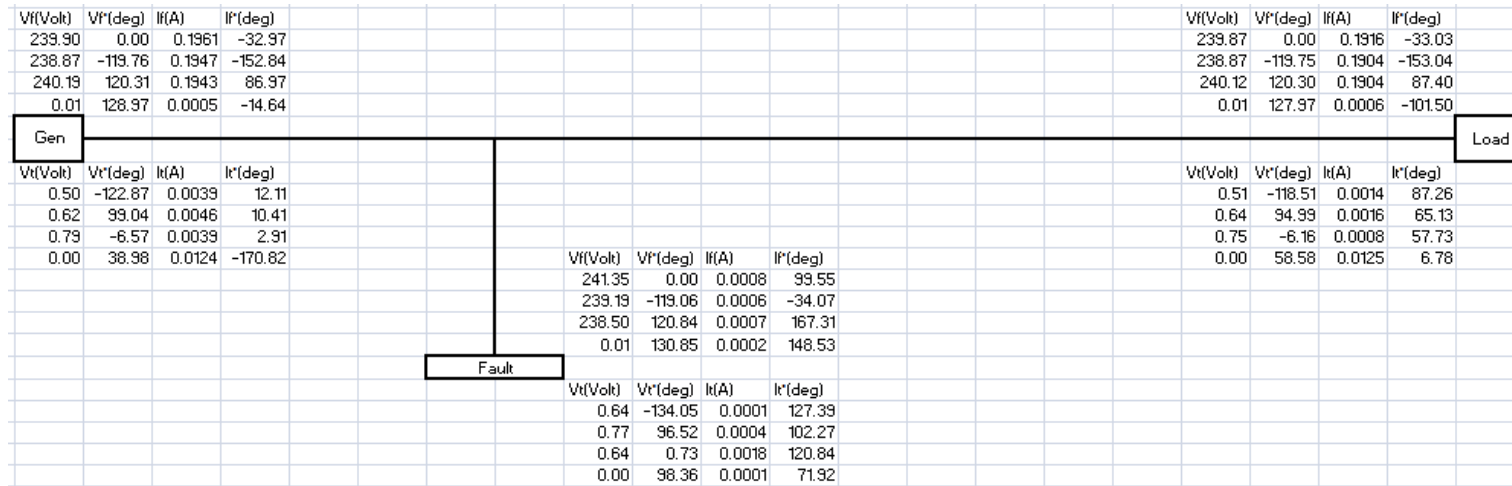 Vf(Volt) Vf°(deg) If(A) If°(deg)
239.90 0.00 0.1961 -32.97
238.87 -119.76 0.1947 -152.84
240.19 120.31 0.1943 86.97
0.01 128.97 0.0005 -14.64
Vf(Volt) Vf°(deg) If(A) If°(deg)
239.87 0.00 0.1916 -33.03
238.87 -119.75 0.1904 -153.04
240.12 120.30 0.1904 87.40
0.01 127.97 0.0006 -101.50
Gen
Load
Vt(Volt) Vt°(deg) It(A) It°(deg)
0.50 -122.87 0.0039 12.11
0.62 99.04 0.0046 10.41
0.79 -6.57 0.0039 2.91
0.00 38.98 0.0124 -170.82
Vt(Volt) Vt°(deg) It(A) It°(deg)
0.51 -118.51 0.0014 87.26
0.64 94.99 0.0016 65.13
0.75 -6.16 0.0008 57.73
0.00 58.58 0.0125 6.78
Vf(Volt) Vf°(deg) If(A) If°(deg)
241.35 0.00 0.0008 99.55
239.19 -119.06 0.0006 -34.07
238.50 120.84 0.0007 167.31
0.01 130.85 0.0002 148.53
Fault
Vt(Volt) Vt°(deg) It(A) It°(deg)
0.64 -134.05 0.0001 127.39
0.77 96.52 0.0004 102.27
0.64 0.73 0.0018 120.84
0.00 98.36 0.0001 71.92